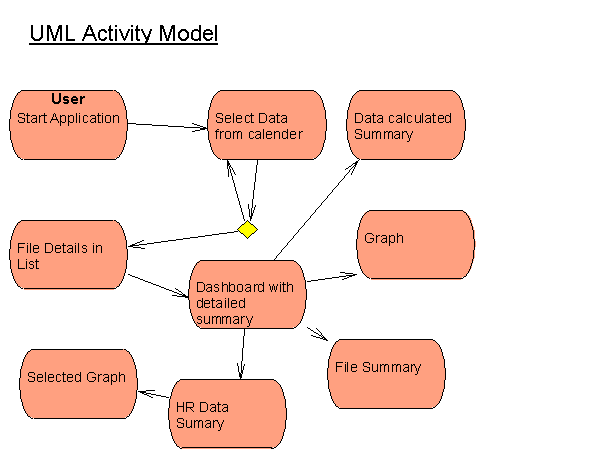 UML Activity Model
User
Start Application
Select Data
from calender
Data calculated
Summary
File Details in
List
Graph
Dashboard with
detailed
summary
File Summary
Selected Graph
HR Data
Sumary